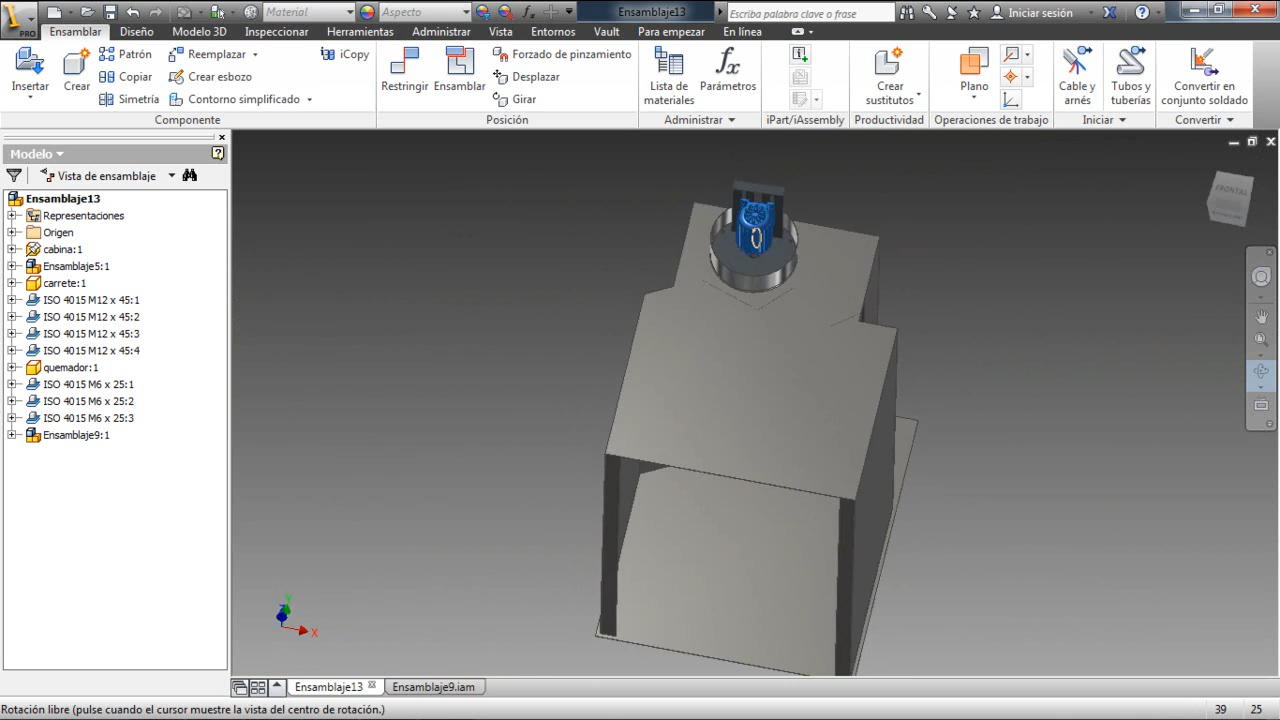 Material
Aspecto
Ensamblaje13
Escriba palabra clave o frase
Iniciar sesión
PRO
Ensamblar
Diseño
Modelo 3D
Inspeccionar
Herramientas
Administrar
Vista
Entornos
Vault
Para empezar
En línea
Insertar
Crear
Patrón
Copiar
Simetría
Reemplazar
Crear esbozo
Contorno simplificado
iCopy
Restringir
Ensamblar
Forzado de pinzamiento
Desplazar
Girar
Lista de materiales
Parámetros
Crear sustitutos
Plano
Cable y arnés
Tubos y tuberías
Convertir en conjunto soldado
Componente
Posición
Administrar
iPart/iAssembly
Productividad
Operaciones de trabajo
Iniciar
Convertir
Modelo
Vista de ensamblaje
Ensamblaje13
Representaciones
Origen
cabina:1
Ensamblaje5:1
carrete:1
ISO 4015 M12 x 45:1
ISO 4015 M12 x 45:2
ISO 4015 M12 x 45:3
ISO 4015 M12 x 45:4
quemador:1
ISO 4015 M6 x 25:1
ISO 4015 M6 x 25:2
ISO 4015 M6 x 25:3
Ensamblaje9:1
FRONTAL
Y
Z
X
Ensamblaje13
Ensamblaje9.iam
Rotación libre (pulse cuando el cursor muestre la vista del centro de rotación.)
39
25